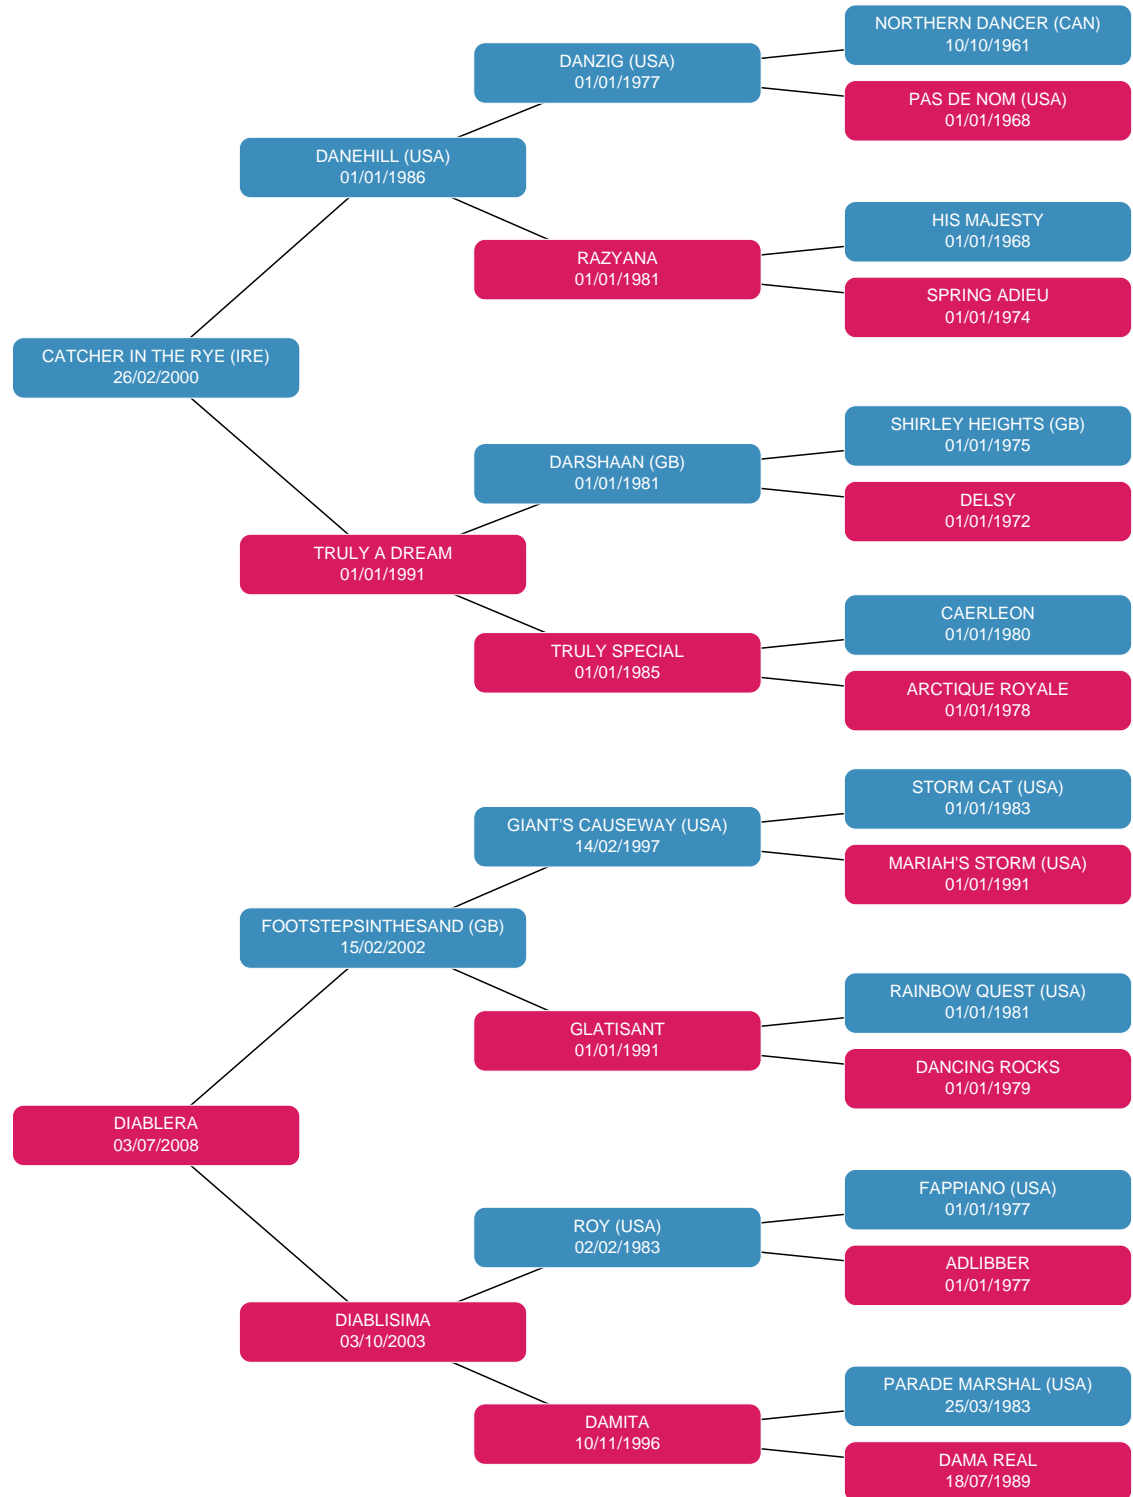 NORTHERN DANCER (CAN)
10/10/1961
DANZIG (USA)
01/01/1977
PAS DE NOM (USA)
01/01/1968
DANEHILL (USA)
01/01/1986
HIS MAJESTY
01/01/1968
RAZYANA
01/01/1981
SPRING ADIEU
01/01/1974
CATCHER IN THE RYE (IRE)
26/02/2000
SHIRLEY HEIGHTS (GB)
01/01/1975
DARSHAAN (GB)
01/01/1981
DELSY
01/01/1972
TRULY A DREAM
01/01/1991
CAERLEON
01/01/1980
TRULY SPECIAL
01/01/1985
ARCTIQUE ROYALE
01/01/1978
STORM CAT (USA)
01/01/1983
GIANT'S CAUSEWAY (USA)
14/02/1997
MARIAH'S STORM (USA)
01/01/1991
FOOTSTEPSINTHESAND (GB)
15/02/2002
RAINBOW QUEST (USA)
01/01/1981
GLATISANT
01/01/1991
DANCING ROCKS
01/01/1979
DIABLERA
03/07/2008
FAPPIANO (USA)
01/01/1977
ROY (USA)
02/02/1983
ADLIBBER
01/01/1977
DIABLISIMA
03/10/2003
PARADE MARSHAL (USA)
25/03/1983
DAMITA
10/11/1996
DAMA REAL
18/07/1989